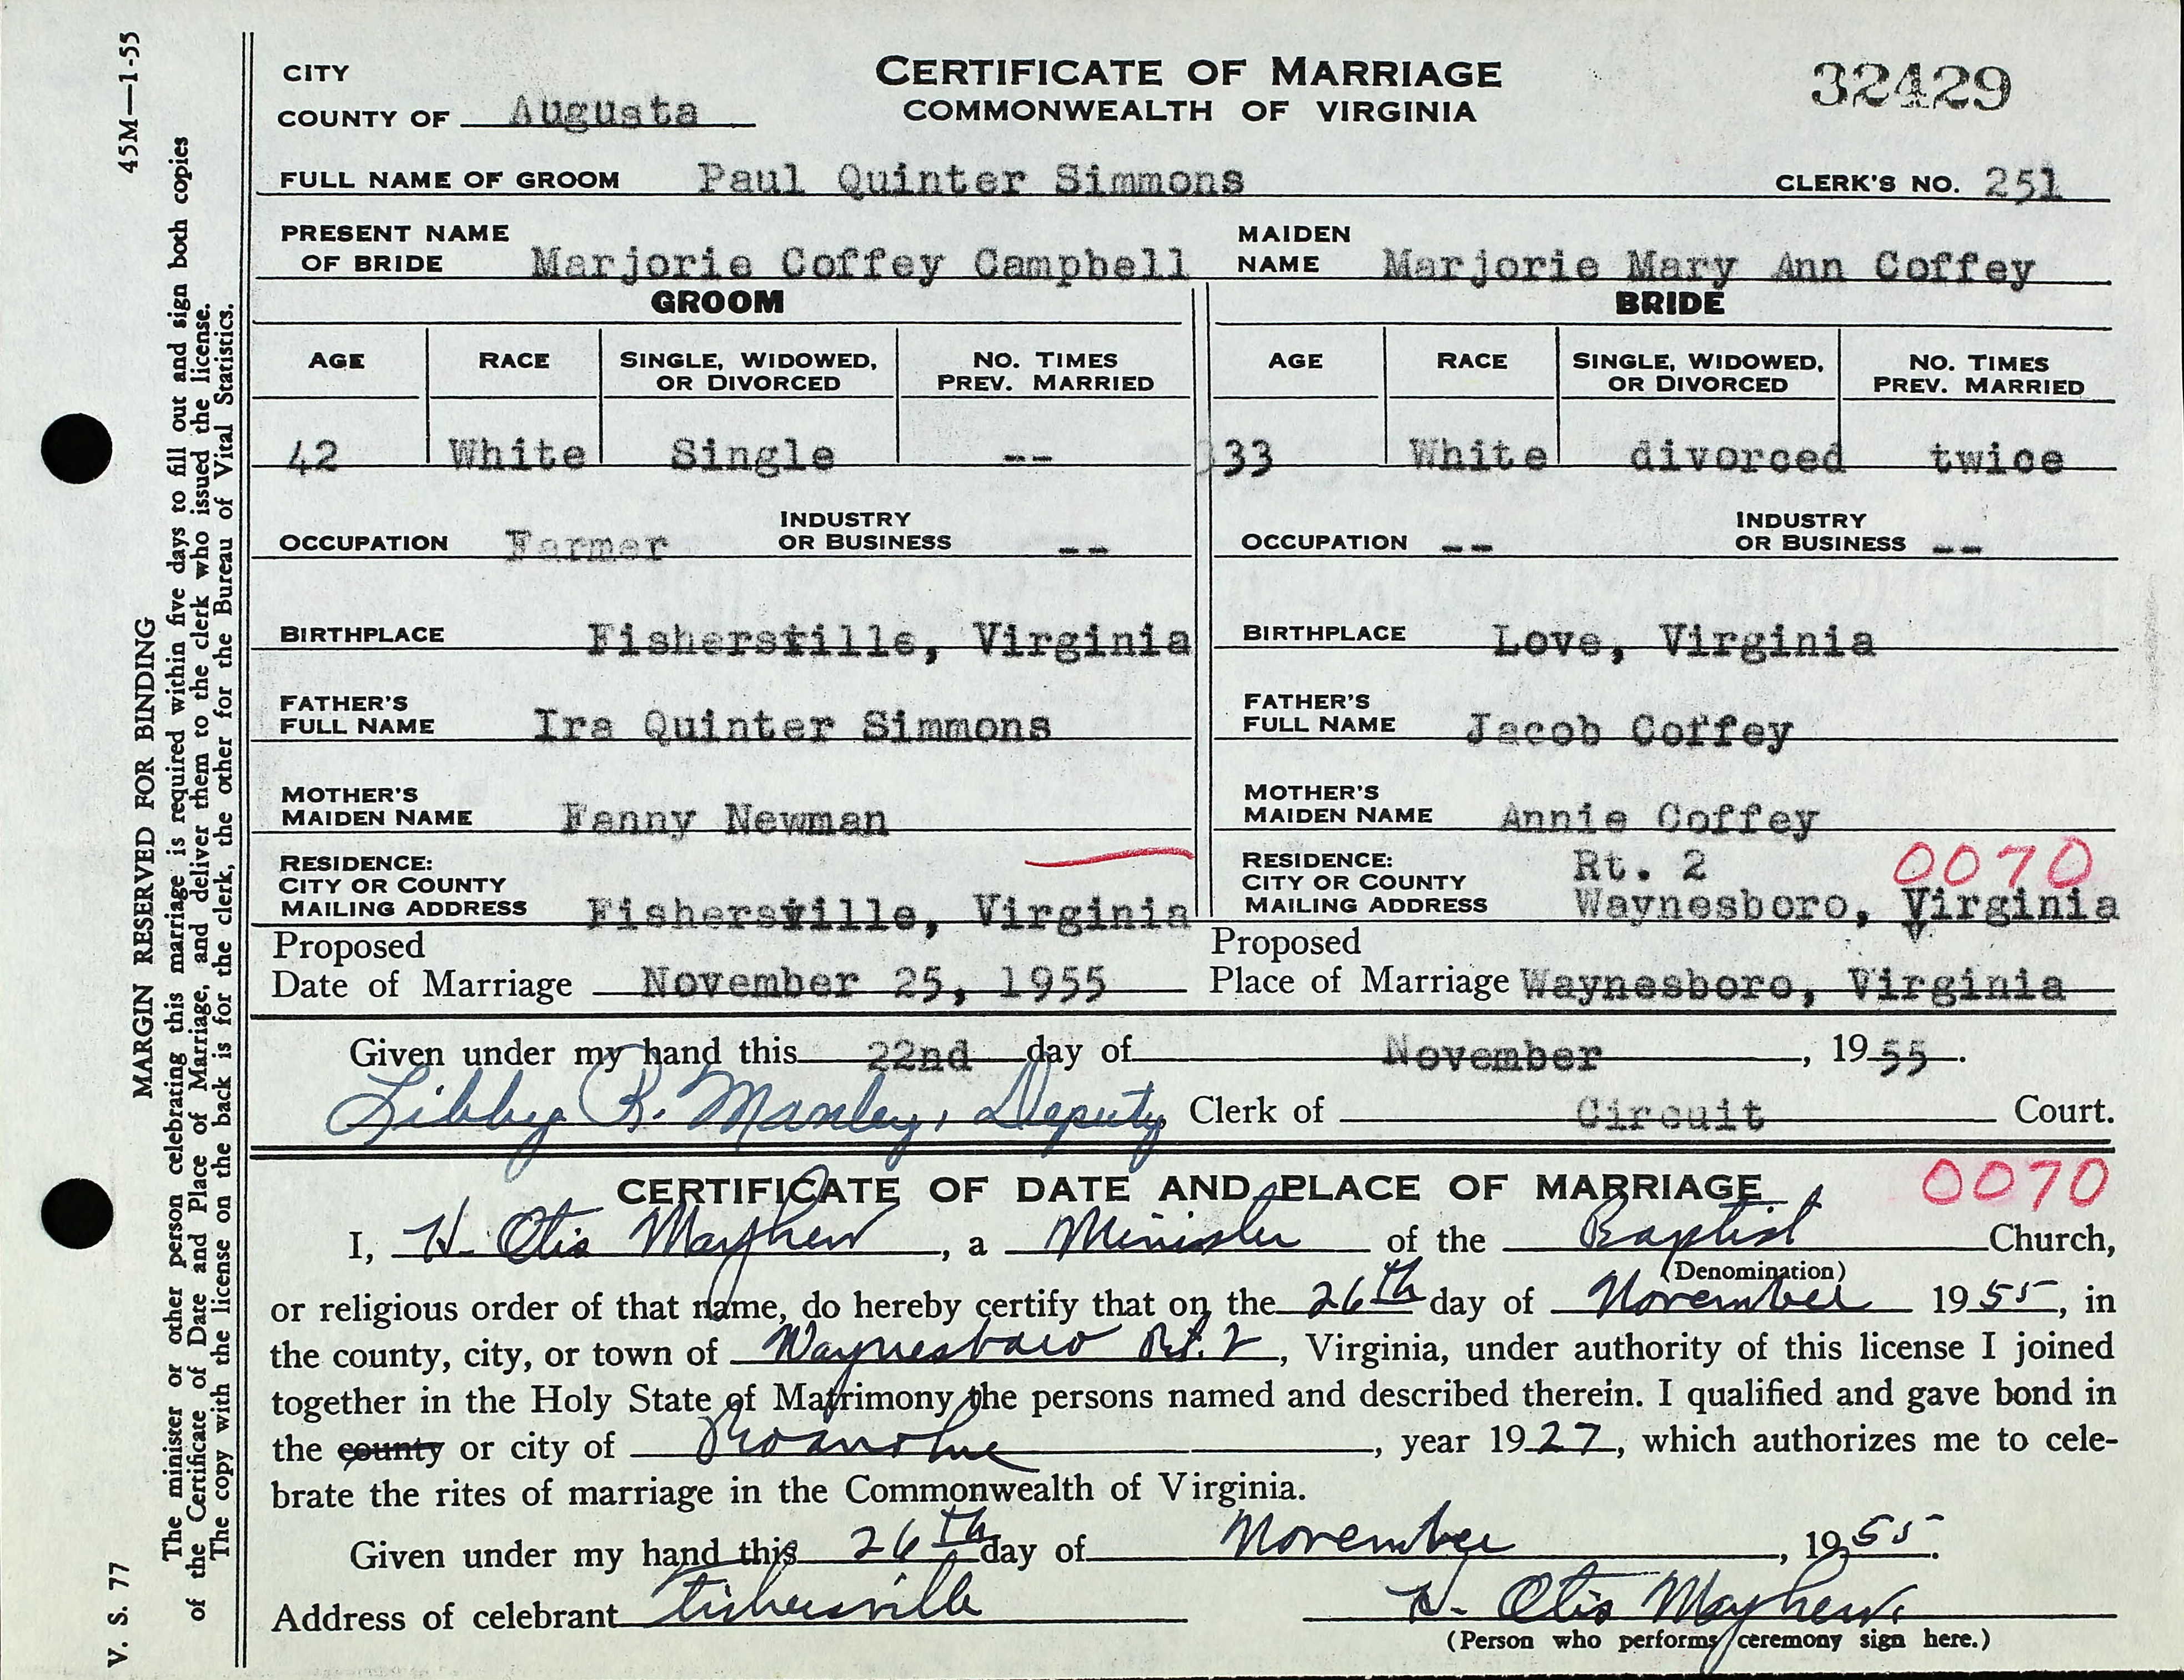 CITY
COUNTY OF Augusta
CERTIFICATE OF MARRIAGE
COMMONWEALTH OF VIRGINIA
32429
FULL NAME OF GROOM Paul Quinter Simmons CLERK'S NO. 251
PRESENT NAME OF BRIDE Marjorie Coffey Campbell MAIDEN NAME Marjorie Mary Ann Coffey
GROOM BRIDE
AGE RACE SINGLE, WIDOWED, OR DIVORCED NO. TIMES PREV. MARRIED AGE RACE SINGLE, WIDOWED, OR DIVORCED NO. TIMES PREV. MARRIED
42 White Single -- 33 White divorced twice
OCCUPATION Farmer INDUSTRY OR BUSINESS -- OCCUPATION -- INDUSTRY OR BUSINESS --
BIRTHPLACE Fishersville, Virginia BIRTHPLACE Love, Virginia
FATHER'S FULL NAME Ira Quinter Simmons FATHER'S FULL NAME Jacob Coffey
MOTHER'S MAIDEN NAME Fanny Newman MOTHER'S MAIDEN NAME Annie Coffey
RESIDENCE: CITY OR COUNTY MAILING ADDRESS Fishersville, Virginia RESIDENCE: CITY OR COUNTY MAILING ADDRESS Rt. 2 Waynesboro, Virginia 0070
Proposed Date of Marriage November 25, 1955 Proposed Place of Marriage Waynesboro, Virginia
Given under my hand this 22nd day of November, 1955.
Libby R. Manley, Deputy Clerk of Circuit Court.
CERTIFICATE OF DATE AND PLACE OF MARRIAGE 0070
I, H. Otis Mayhew, a Minister of the Baptist Church,
(Denomination)
or religious order of that name, do hereby certify that on the 26th day of November 1955, in
the county, city, or town of Waynesboro Rt. 2, Virginia, under authority of this license I joined
together in the Holy State of Matrimony the persons named and described therein. I qualified and gave bond in
the county or city of Roanoke, year 1927, which authorizes me to cele-
brate the rites of marriage in the Commonwealth of Virginia.
Given under my hand this 26th day of November, 1955.
Address of celebrant Fishersville H. Otis Mayhew
(Person who performs ceremony sign here.)
45M—1-55
V. S. 77
MARGIN RESERVED FOR BINDING
The minister or other person celebrating this marriage is required within five days to fill out and sign both copies
of the Certificate of Date and Place of Marriage, and deliver them to the clerk who issued the license.
The copy with the license on the back is for the clerk, the other for the Bureau of Vital Statistics.